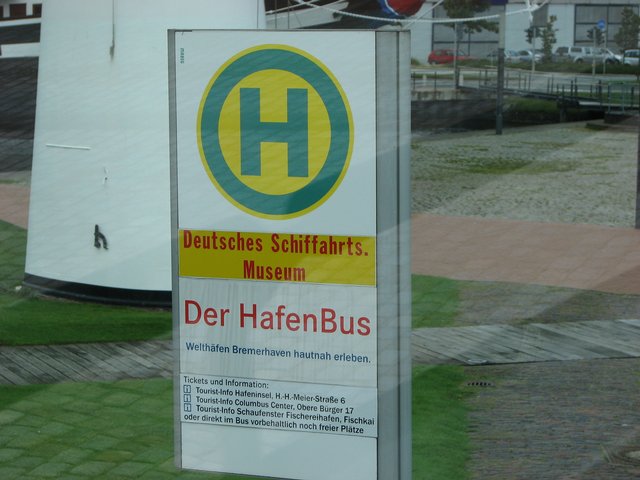 H
Deutsches Schiffahrts.
Museum
Der HafenBus
Welthäfen Bremerhaven hautnah erleben.
Tickets und Information:
i Tourist-Info Hafeninsel, H.-H.-Meier-Straße 6
i Tourist-Info Columbus Center, Obere Bürger 17
i Tourist-Info Schaufenster Fischereihafen, Fischkai
oder direkt im Bus vorbehaltlich noch freier Plätze